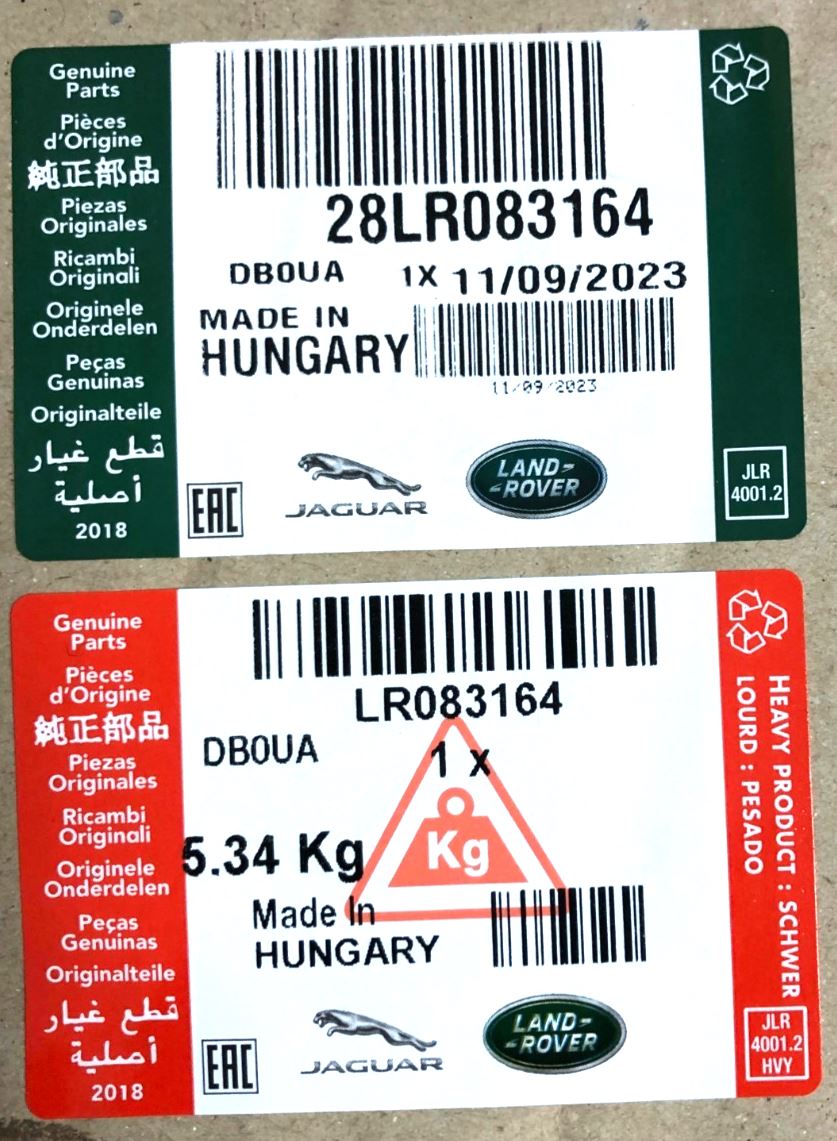 Genuine
Parts
Pièces
d'Origine
純正部品
Piezas
Originales
Ricambi
Originali
Originele
Onderdelen
Peças
Genuinas
Originalteile
قطع غيار
أصلية
2018
28LR083164
DB0UA 1X 11/09/2023
MADE IN
HUNGARY
11/09/2023
EAC
JAGUAR
LAND-
-ROVER
JLR
4001.2
Genuine
Parts
Pièces
d'Origine
純正部品
Piezas
Originales
Ricambi
Originali
Originele
Onderdelen
Peças
Genuinas
Originalteile
قطع غيار
أصلية
2018
LR083164
DB0UA 1 x
5.34 Kg
Kg
Made In
HUNGARY
EAC
JAGUAR
LAND-
-ROVER
HEAVY PRODUCT : SCHWER
LOURD : PESADO
JLR
4001.2
HVY